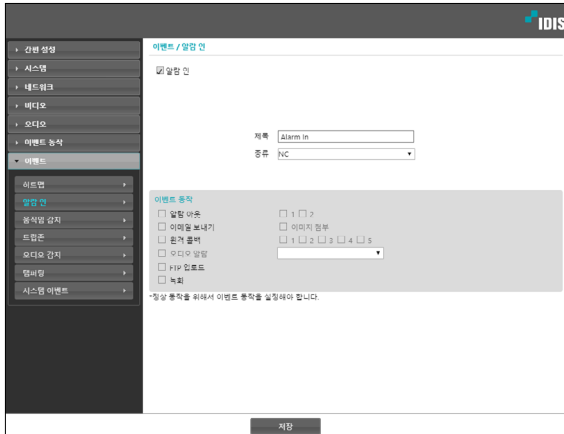 IDIS
간편 설정
시스템
네트워크
비디오
오디오
이벤트 동작
이벤트
히트맵
알람 인
움직임 감지
트립존
오디오 감지
탬퍼링
시스템 이벤트
이벤트 / 알람 인
알람 인
제목 Alarm In
종류 NC
이벤트 동작
알람 아웃 1 2
이메일 보내기 이미지 첨부
원격 콜백 1 2 3 4 5
오디오 알람
FTP 업로드
녹화
*정상 동작을 위해서 이벤트 동작을 설정해야 합니다.
저장